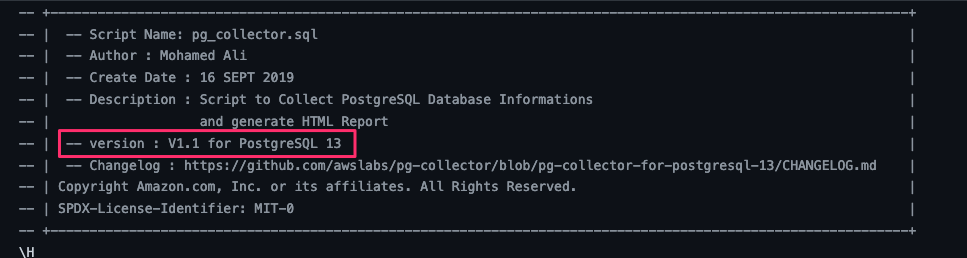 -- +----------------------------------------------------------------------------+
-- |  -- Script Name: pg_collector.sql                                          |
-- |  -- Author : Mohamed Ali                                                   |
-- |  -- Create Date : 16 SEPT 2019                                             |
-- |  -- Description : Script to Collect PostgreSQL Database Informations       |
-- |                 and generate HTML Report                                   |
-- |  -- version : V1.1 for PostgreSQL 13                                       |
-- |  -- Changelog : https://github.com/awslabs/pg-collector/blob/pg-collector-for-postgresql-13/CHANGELOG.md    |
-- | Copyright Amazon.com, Inc. or its affiliates. All Rights Reserved.         |
-- | SPDX-License-Identifier: MIT-0                                             |
-- +----------------------------------------------------------------------------+
\H